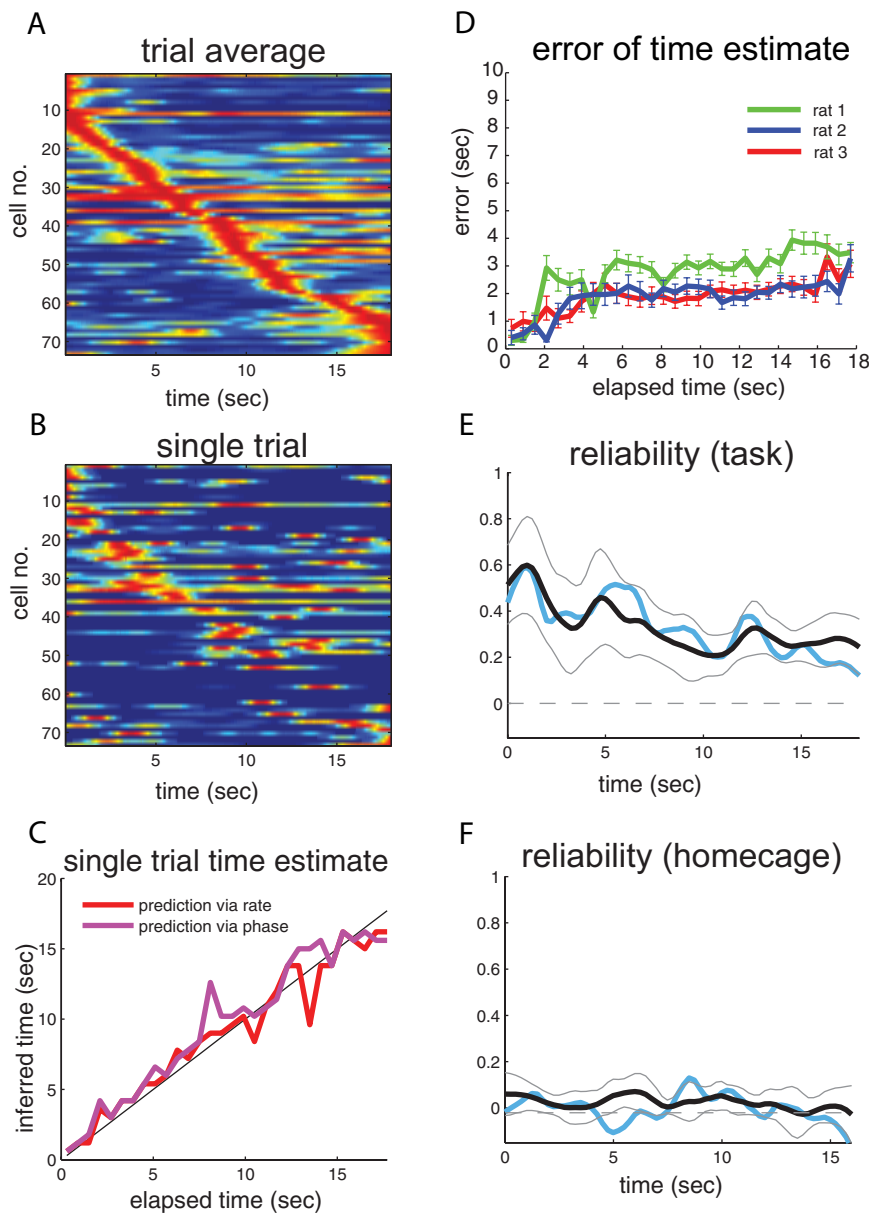 A
trial average
cell no.
10
20
30
40
50
60
70
5
15
time (sec)
B
single trial
cell no.
10
20
30
40
50
60
70
5
15
time (sec)
C
single trial time estimate
inferred time (sec)
20
15
10
5
0
prediction via rate
prediction via phase
0
5
10
15
elapsed time (sec)
D
error of time estimate
error (sec)
10
9
8
7
6
5
4
3
2
1
0
rat 1
rat 2
rat 3
0
2
4
6
8
10
12
14
16
18
elapsed time (sec)
E
reliability (task)
1
0.8
0.6
0.4
0.2
0
0
5
10
15
time (sec)
F
reliability (homecage)
1
0.8
0.6
0.4
0.2
0
0
5
10
15
time (sec)